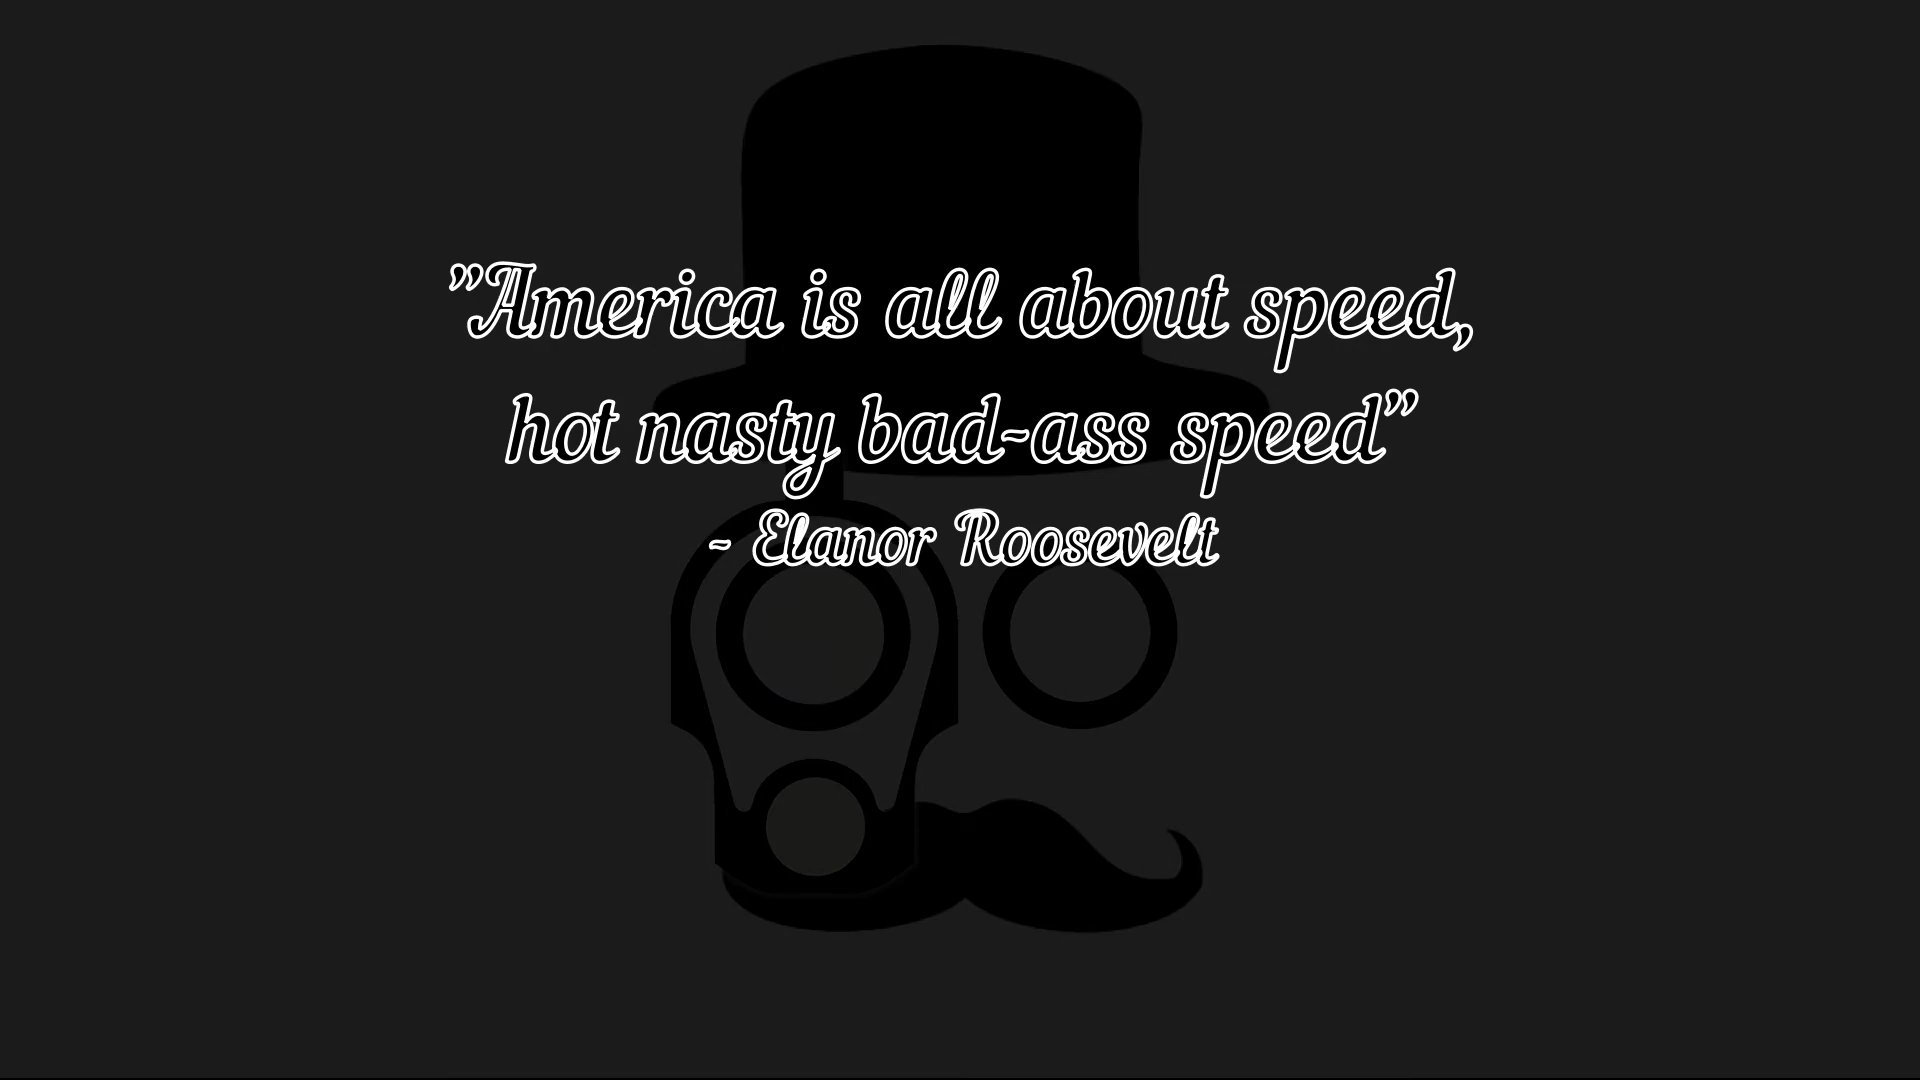 ”America is all about speed,
hot nasty bad-ass speed”
~ Elanor Roosevelt